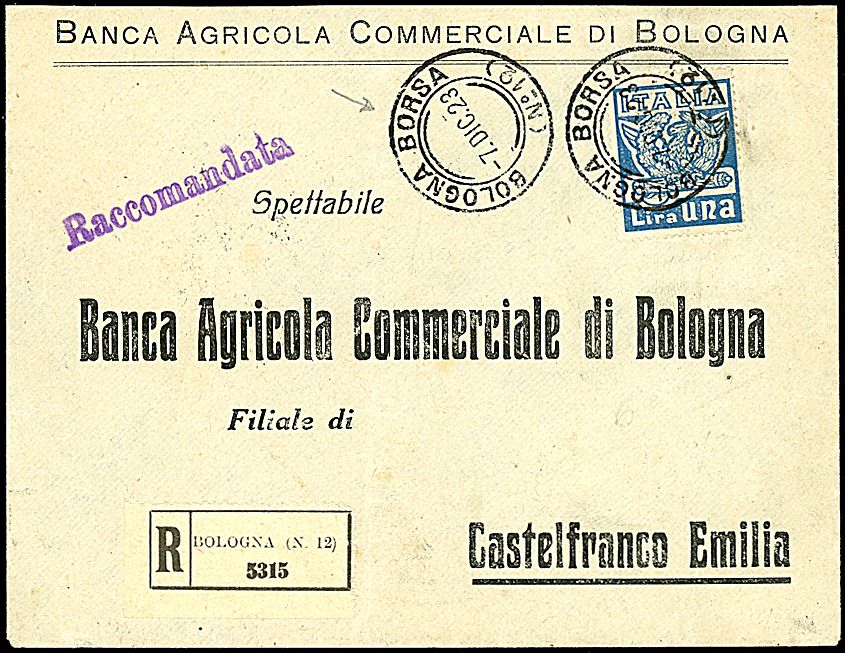 BANCA AGRICOLA COMMERCIALE DI BOLOGNA
BOLOGNA BORSA (N° 12)
-7.DIC.23
BOLOGNA BORSA
ITALIA
Lira UNA
Raccomandata
Spettabile
Banca Agricola Commerciale di Bologna
Filiale di
Castelfranco Emilia
R
BOLOGNA (N. 12)
5315